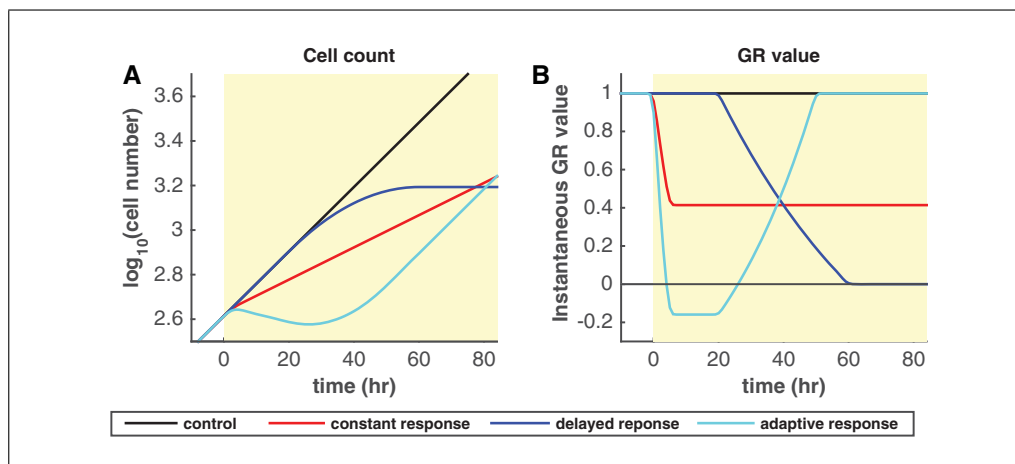 A
Cell count
log10(cell number)
3.6
3.4
3.2
3
2.8
2.6
0
20
40
60
80
time (hr)
B
GR value
Instantaneous GR value
1
0.8
0.6
0.4
0.2
0
-0.2
0
20
40
60
80
time (hr)
control
constant response
delayed reponse
adaptive response